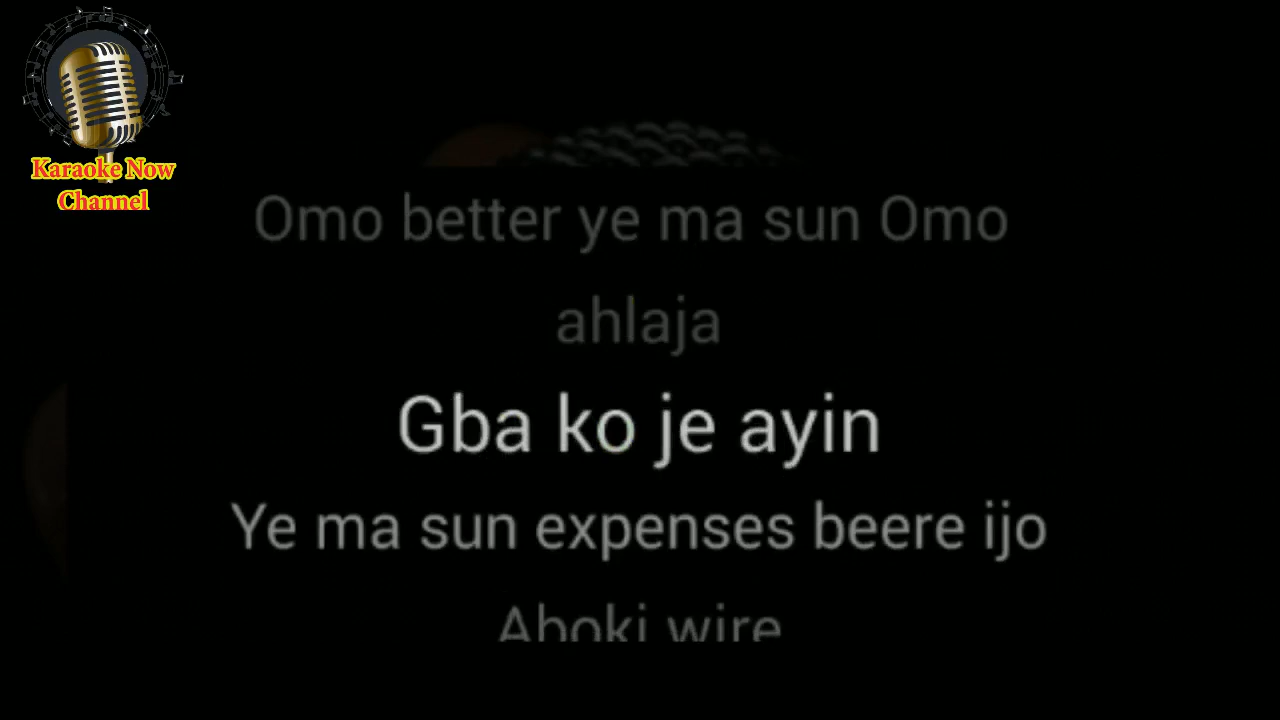 Karaoke Now
Channel
Omo better ye ma sun Omo
ahlaja
Gba ko je ayin
Ye ma sun expenses beere ijo
Aboki wire